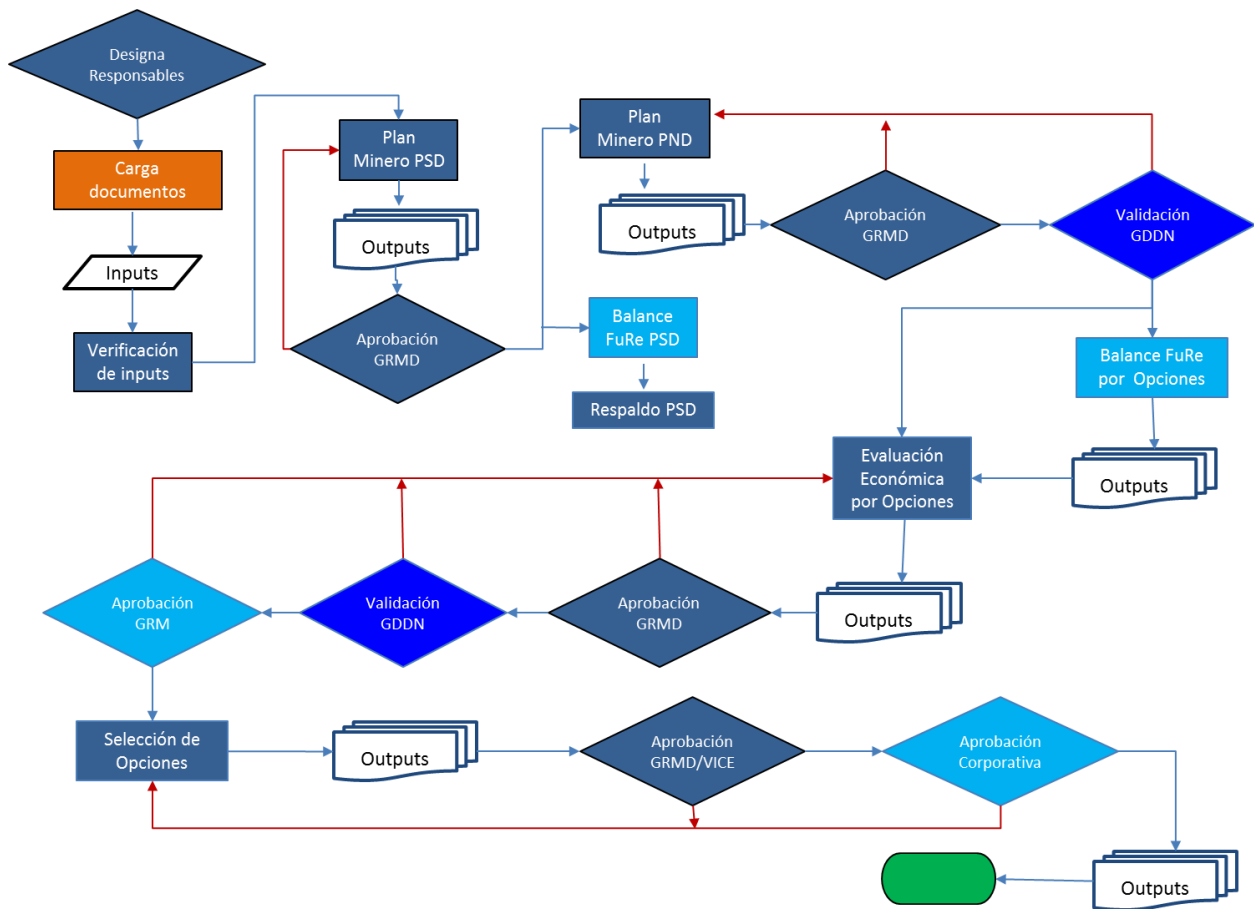 Designa
Responsables
Carga
documentos
Inputs
Verificación
de inputs
Plan
Minero PSD
Outputs
Aprobación
GRMD
Plan
Minero PND
Outputs
Aprobación
GRMD
Validación
GDDN
Balance
FuRe PSD
Respaldo PSD
Balance FuRe
por Opciones
Outputs
Evaluación
Económica
por Opciones
Outputs
Aprobación
GRMD
Validación
GDDN
Aprobación
GRM
Selección de
Opciones
Outputs
Aprobación
GRMD/VICE
Aprobación
Corporativa
Outputs